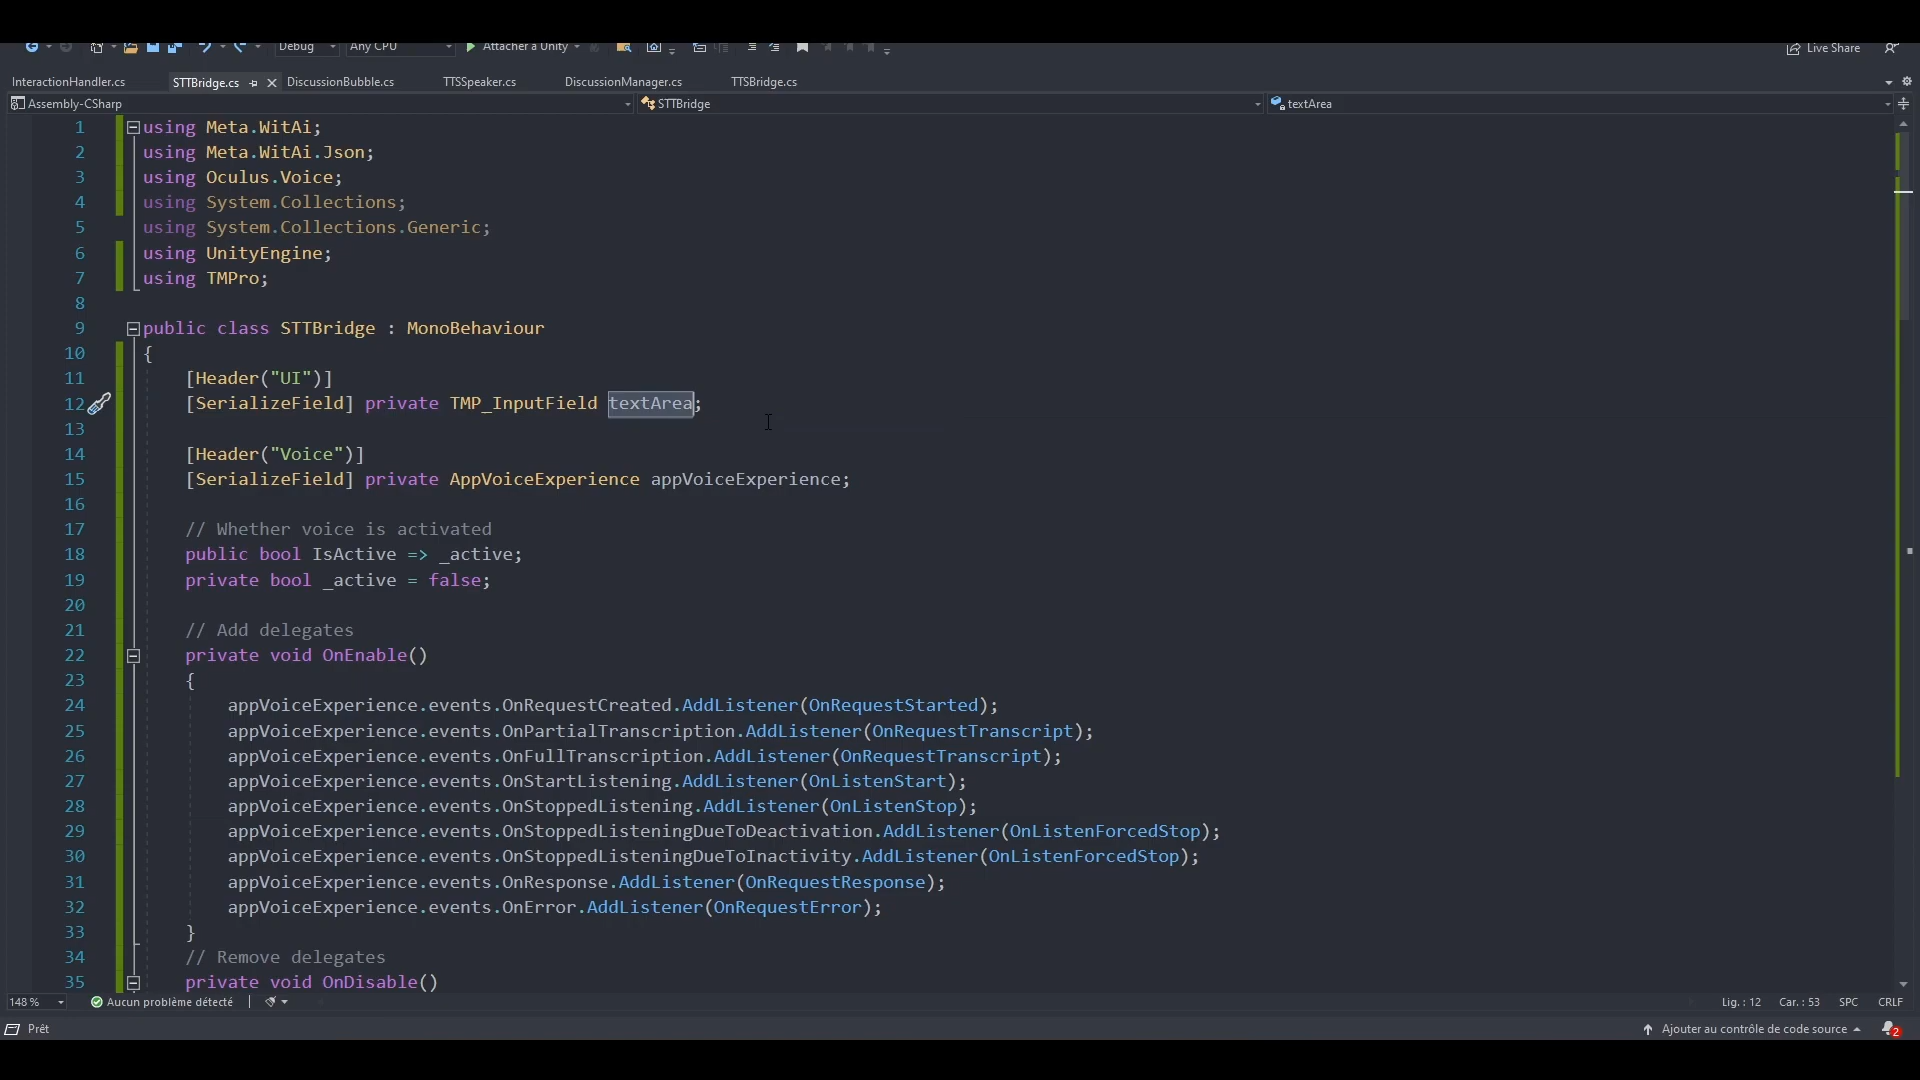 Debug Any CPU Attacher à Unity Live Share
InteractionHandler.cs STTBridge.cs DiscussionBubble.cs TTSSpeaker.cs DiscussionManager.cs TTSBridge.cs
Assembly-CSharp STTBridge textArea
1 using Meta.WitAi;
2 using Meta.WitAi.Json;
3 using Oculus.Voice;
4 using System.Collections;
5 using System.Collections.Generic;
6 using UnityEngine;
7 using TMPro;
8
9 public class STTBridge : MonoBehaviour
10 {
11 [Header("UI")]
12 [SerializeField] private TMP_InputField textArea;
13
14 [Header("Voice")]
15 [SerializeField] private AppVoiceExperience appVoiceExperience;
16
17 // Whether voice is activated
18 public bool IsActive => _active;
19 private bool _active = false;
20
21 // Add delegates
22 private void OnEnable()
23 {
24 appVoiceExperience.events.OnRequestCreated.AddListener(OnRequestStarted);
25 appVoiceExperience.events.OnPartialTranscription.AddListener(OnRequestTranscript);
26 appVoiceExperience.events.OnFullTranscription.AddListener(OnRequestTranscript);
27 appVoiceExperience.events.OnStartListening.AddListener(OnListenStart);
28 appVoiceExperience.events.OnStoppedListening.AddListener(OnListenStop);
29 appVoiceExperience.events.OnStoppedListeningDueToDeactivation.AddListener(OnListenForcedStop);
30 appVoiceExperience.events.OnStoppedListeningDueToInactivity.AddListener(OnListenForcedStop);
31 appVoiceExperience.events.OnResponse.AddListener(OnRequestResponse);
32 appVoiceExperience.events.OnError.AddListener(OnRequestError);
33 }
34 // Remove delegates
35 private void OnDisable()
148 % Aucun problème détecté Lig. : 12 Car. : 53 SPC CRLF
Prêt Ajouter au contrôle de code source 2